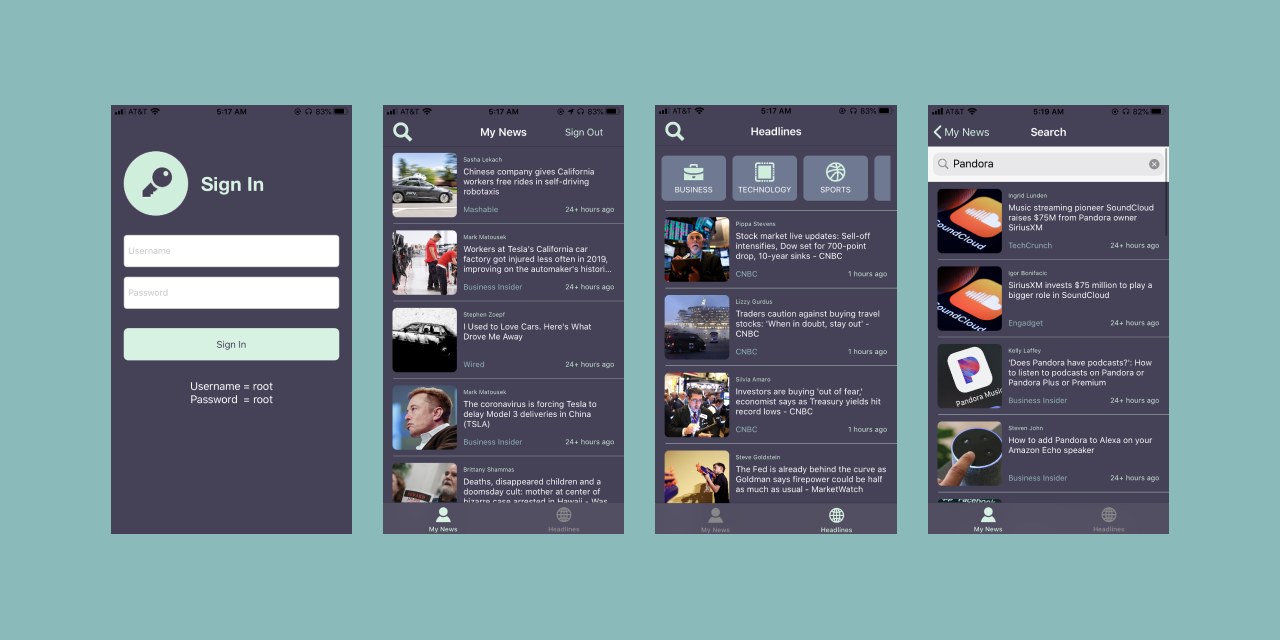 AT&T 5:17 AM 83%
Sign In
Username
Password
Sign In
Username = root
Password = root
AT&T 5:17 AM 83%
My News Sign Out
Sasha Lekach
Chinese company gives California
workers free rides in self-driving
robotaxis
Mashable 24+ hours ago
Mark Matousek
Workers at Tesla's California car
factory got injured less often in 2019,
improving on the automaker's histori...
Business Insider 24+ hours ago
Stephen Zoepf
I Used to Love Cars. Here's What
Drove Me Away
Wired 24+ hours ago
Mark Matousek
The coronavirus is forcing Tesla to
delay Model 3 deliveries in China
(TSLA)
Business Insider 24+ hours ago
Brittany Shammas
Deaths, disappeared children and a
doomsday cult: mother at center of
bizarre case arrested in Hawaii - Was
My News Headlines
AT&T 5:17 AM 83%
Headlines
BUSINESS TECHNOLOGY SPORTS
Pippa Stevens
Stock market live updates: Sell-off
intensifies, Dow set for 700-point
drop, 10-year sinks - CNBC
CNBC 1 hours ago
Lizzy Gurdus
Traders caution against buying travel
stocks: 'When in doubt, stay out' -
CNBC
CNBC 1 hours ago
Silvia Amaro
Investors are buying 'out of fear,'
economist says as Treasury yields hit
record lows - CNBC
CNBC 1 hours ago
Steve Goldstein
The Fed is already behind the curve as
Goldman says firepower could be half
as much as usual - MarketWatch
My News Headlines
AT&T 5:19 AM 82%
My News Search
Pandora
Ingrid Lunden
Music streaming pioneer SoundCloud
raises $75M from Pandora owner
SiriusXM
TechCrunch 24+ hours ago
Igor Bonifacic
SiriusXM invests $75 million to play a
bigger role in SoundCloud
Engadget 24+ hours ago
Kelly Laffey
'Does Pandora have podcasts?': How
to listen to podcasts on Pandora or
Pandora Plus or Premium
Business Insider 24+ hours ago
Pandora Music
Steven John
How to add Pandora to Alexa on your
Amazon Echo speaker
Business Insider 24+ hours ago
My News Headlines